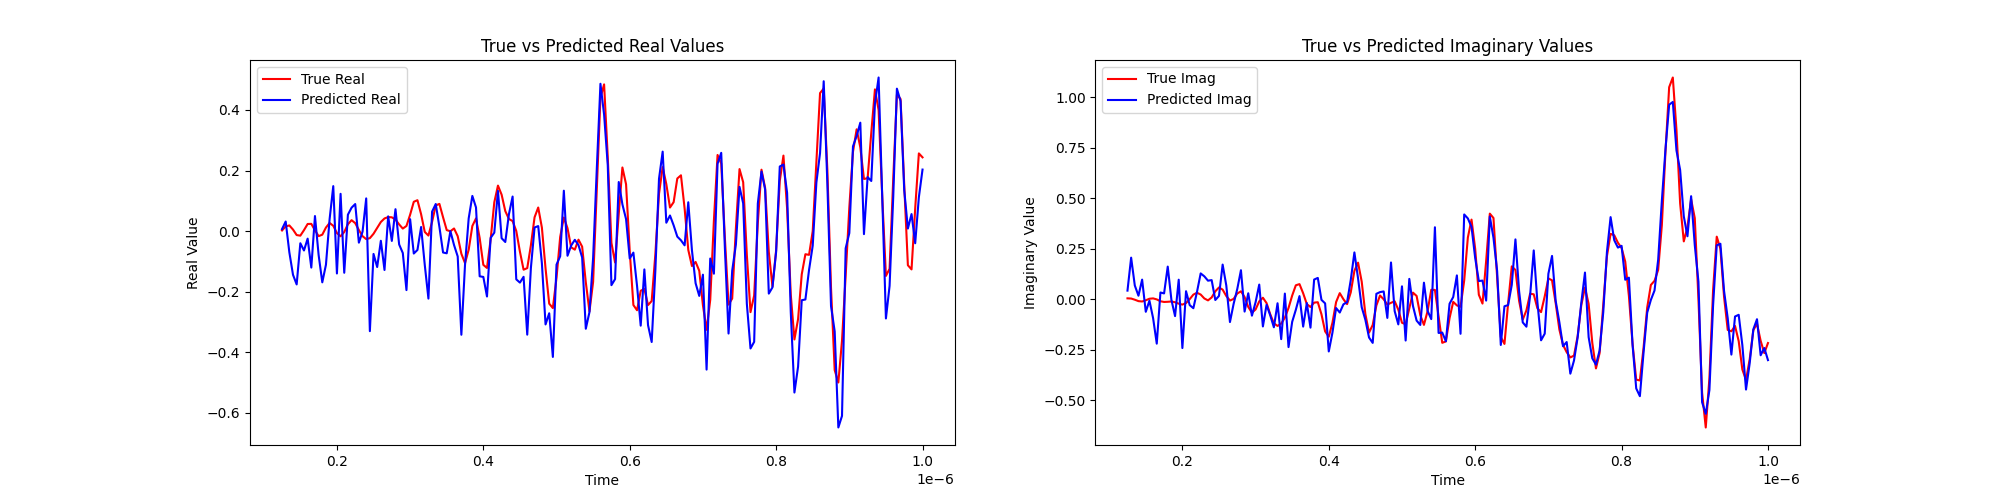 True vs Predicted Real Values
True Real
Predicted Real
Real Value
0.4
0.2
0.0
−0.2
−0.4
−0.6
0.2
0.4
0.6
0.8
1.0
1e−6
Time
True vs Predicted Imaginary Values
True Imag
Predicted Imag
Imaginary Value
1.00
0.75
0.50
0.25
0.00
−0.25
−0.50
0.2
0.4
0.6
0.8
1.0
1e−6
Time